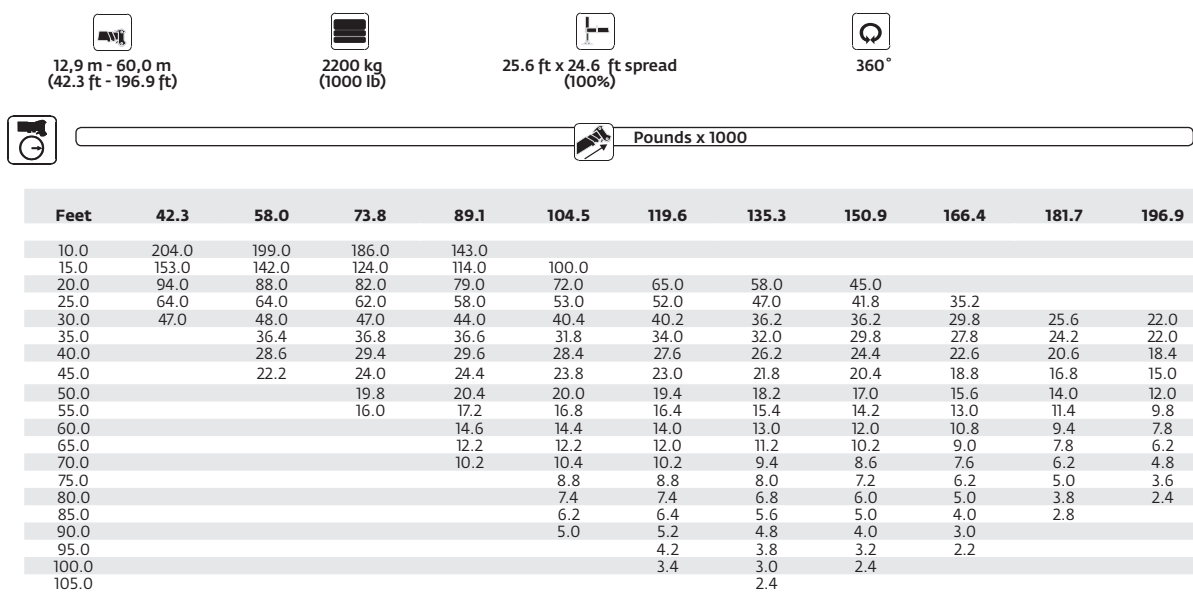 12,9 m - 60,0 m 2200 kg 25.6 ft x 24.6 ft spread 360°
(42.3 ft - 196.9 ft) (1000 lb) (100%)
Pounds x 1000
Feet 42.3 58.0 73.8 89.1 104.5 119.6 135.3 150.9 166.4 181.7 196.9
10.0 204.0 199.0 186.0 143.0
15.0 153.0 142.0 124.0 114.0 100.0
20.0 94.0 88.0 82.0 79.0 72.0 65.0 58.0 45.0
25.0 64.0 64.0 62.0 58.0 53.0 52.0 47.0 41.8 35.2
30.0 47.0 48.0 47.0 44.0 40.4 40.2 36.2 36.2 29.8 25.6 22.0
35.0 36.4 36.8 36.6 31.8 34.0 32.0 29.8 27.8 24.2 22.0
40.0 28.6 29.4 29.6 28.4 27.6 26.2 24.4 22.6 20.6 18.4
45.0 22.2 24.0 24.4 23.8 23.0 21.8 20.4 18.8 16.8 15.0
50.0 19.8 20.4 20.0 19.4 18.2 17.0 15.6 14.0 12.0
55.0 16.0 17.2 16.8 16.4 15.4 14.2 13.0 11.4 9.8
60.0 14.6 14.4 14.0 13.0 12.0 10.8 9.4 7.8
65.0 12.2 12.2 12.0 11.2 10.2 9.0 7.8 6.2
70.0 10.2 10.4 10.2 9.4 8.6 7.6 6.2 4.8
75.0 8.8 8.8 8.0 7.2 6.2 5.0 3.6
80.0 7.4 7.4 6.8 6.0 5.0 3.8 2.4
85.0 6.2 6.4 5.6 5.0 4.0 2.8
90.0 5.0 5.2 4.8 4.0 3.0
95.0 4.2 3.8 3.2 2.2
100.0 3.4 3.0 2.4
105.0 2.4